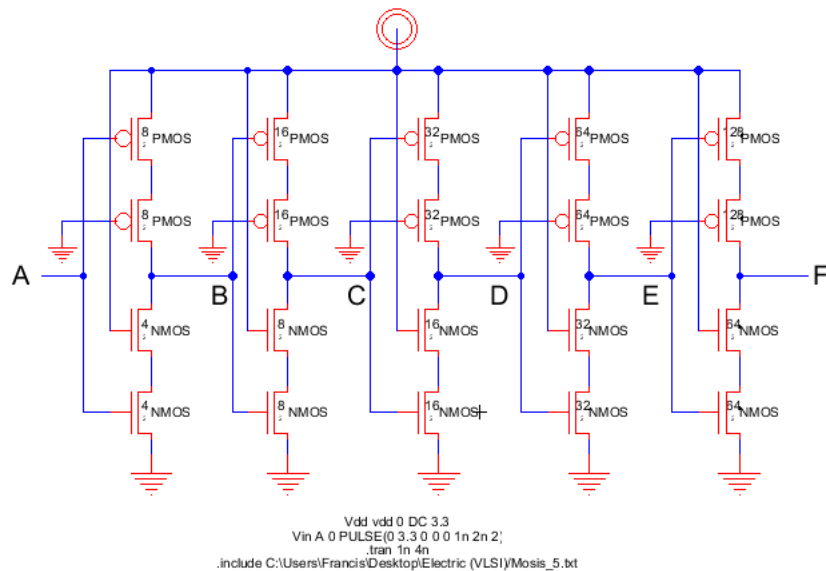 8 PMOS 16 PMOS 32 PMOS 64 PMOS 128 PMOS
8 PMOS 16 PMOS 32 PMOS 64 PMOS 128 PMOS
A B C D E F
4 NMOS 8 NMOS 16 NMOS 32 NMOS 64 NMOS
4 NMOS 8 NMOS 16 NMOS 32 NMOS 64 NMOS
Vdd vdd 0 DC 3.3
Vin A 0 PULSE(0 3.3 0 0 0 1n 2n 2)
.tran 1n 4n
.include C:\Users\Francis\Desktop\Electric (VLSI)/Mosis_5.txt